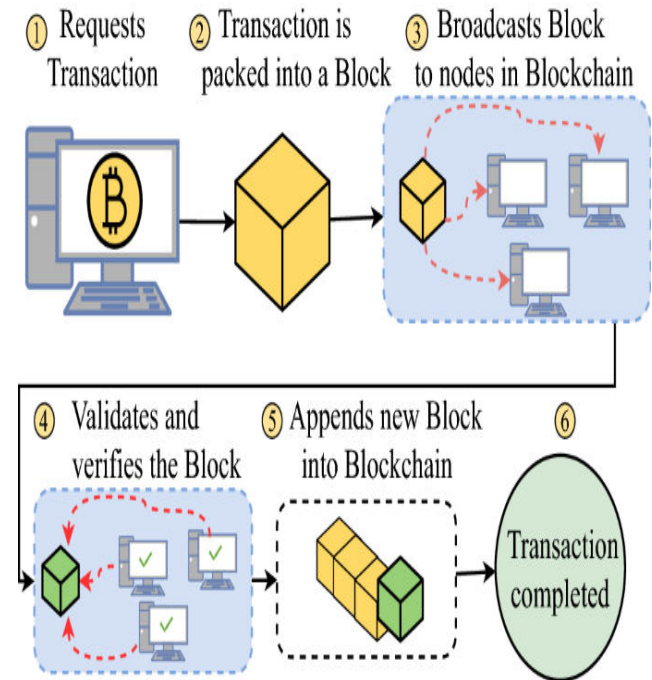 ① Requests
Transaction
② Transaction is
packed into a Block
③ Broadcasts Block
to nodes in Blockchain
④ Validates and
verifies the Block
⑤ Appends new Block
into Blockchain
⑥
Transaction
completed